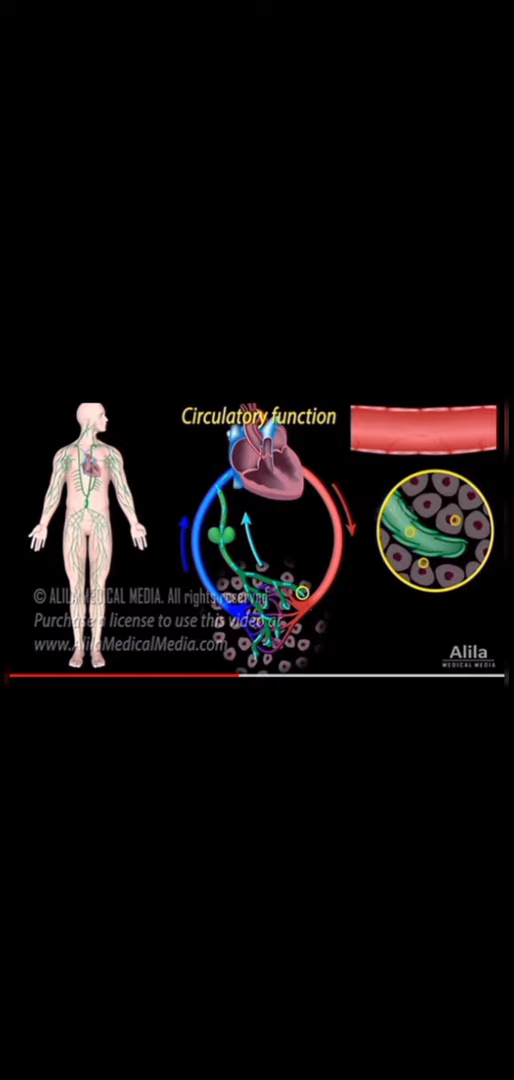 Circulatory function
© ALILA MEDICAL MEDIA. All rights reserved.
Purchase a license to use this video at
www.AlilaMedicalMedia.com
Alila
MEDICAL MEDIA